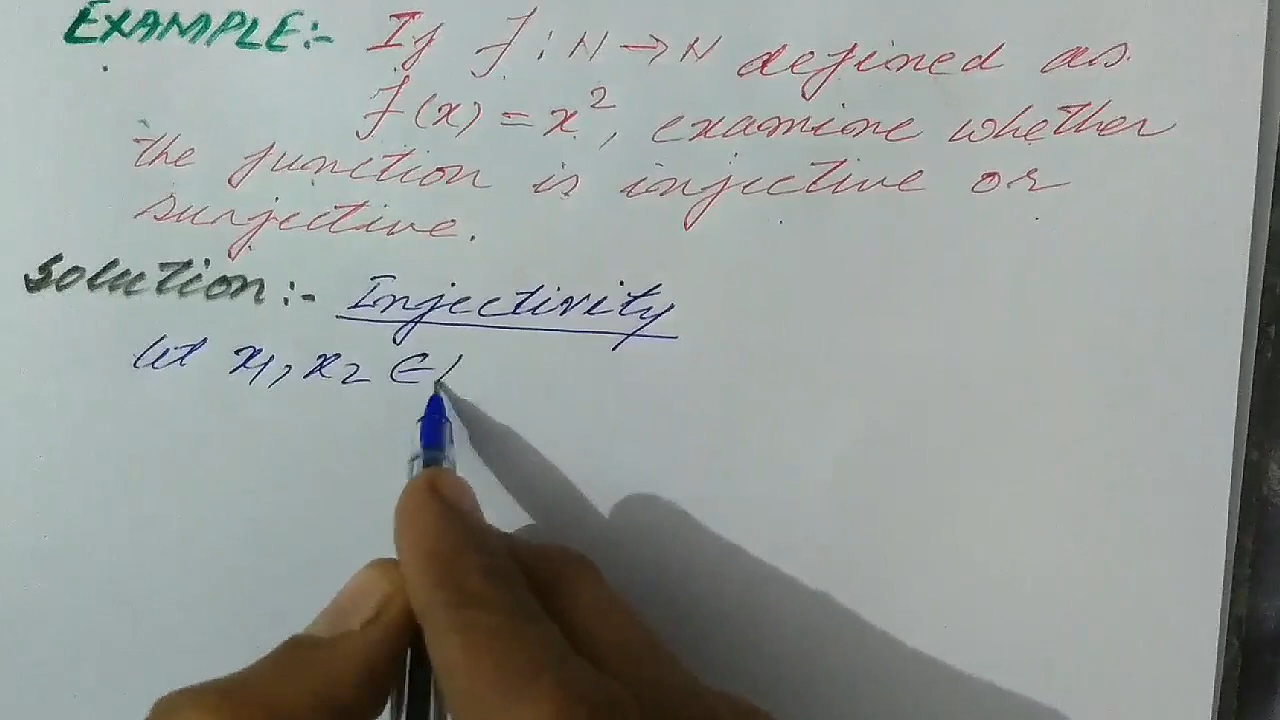 EXAMPLE:- If f : N → N defined as
f(x) = x², examine whether
the function is injective or
surjective.
Solution:- Injectivity
let x1, x2 ∈